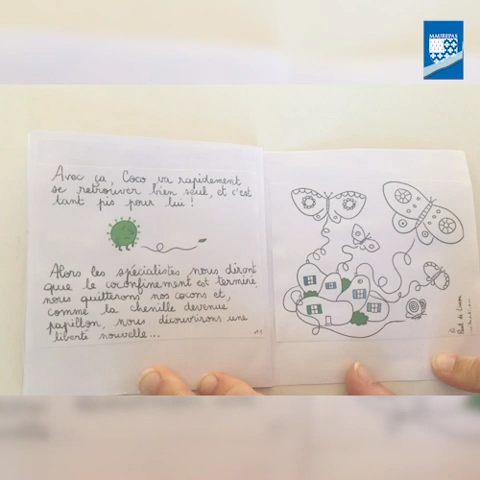 MAUREPAS
Avec ça, Coco va rapidement
se retrouver bien seul, et c'est
tant pis pour lui !
Alors les spécialistes nous diront
que le coconfinement est terminé,
nous quitterons nos cocons et,
comme la chenille devenue
papillon, nous découvrirons une
liberté nouvelle...